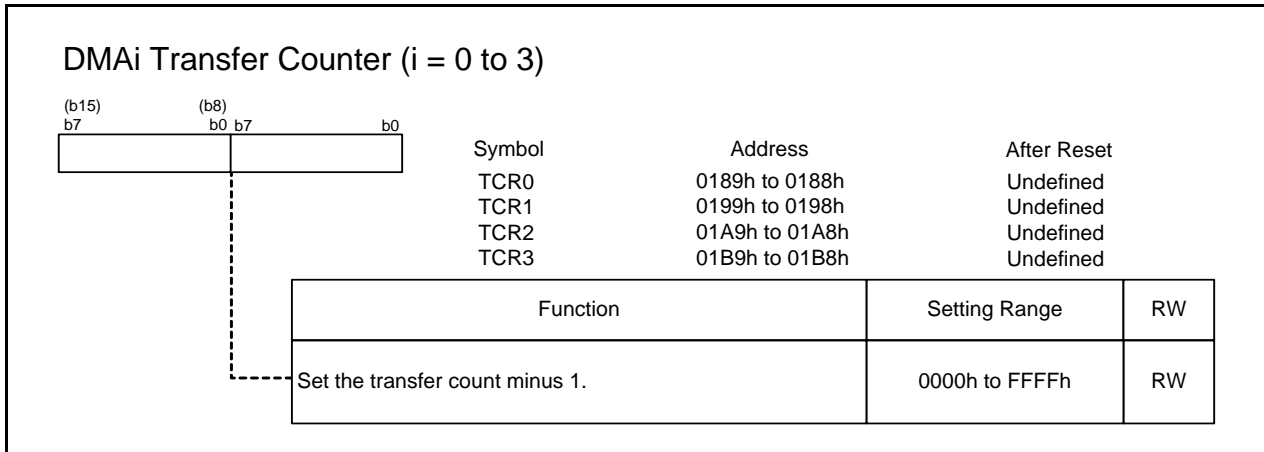 DMAi Transfer Counter (i = 0 to 3)
(b15) (b8)
b7 b0 b7 b0
Symbol Address After Reset
TCR0 0189h to 0188h Undefined
TCR1 0199h to 0198h Undefined
TCR2 01A9h to 01A8h Undefined
TCR3 01B9h to 01B8h Undefined
Function Setting Range RW
Set the transfer count minus 1. 0000h to FFFFh RW